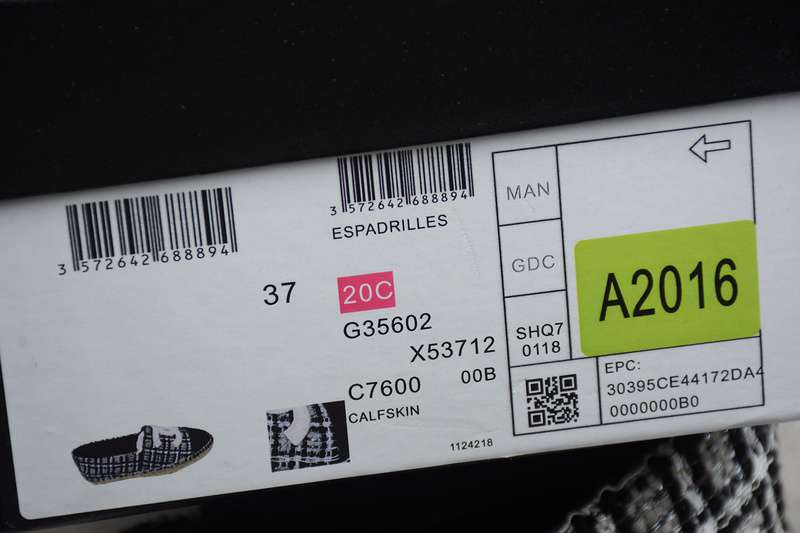 3 572642 688894
3 572642 688894
ESPADRILLES
37
20C
G35602
X53712
C7600
00B
CALFSKIN
1124218
MAN
GDC
SHQ7
0118
A2016
EPC:
30395CE44172DA4
0000000B0